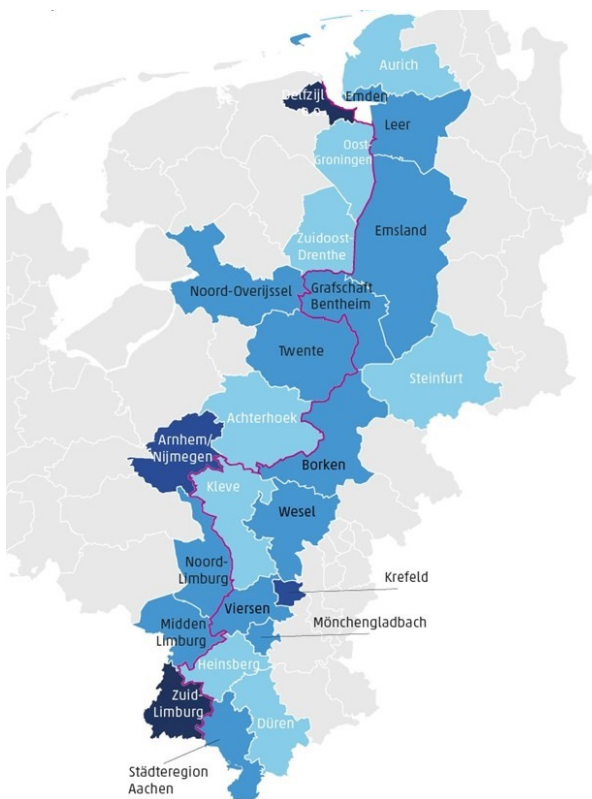 Aurich
Delfzijl
Emden
Leer
Oost-
Groningen
Emsland
Zuidoost-
Drenthe
Noord-Overijssel
Grafschaft
Bentheim
Twente
Steinfurt
Achterhoek
Arnhem/
Nijmegen
Borken
Kleve
Wesel
Noord-
Limburg
Krefeld
Viersen
Mönchengladbach
Midden
Limburg
Heinsberg
Zuid-
Limburg
Düren
Städteregion
Aachen